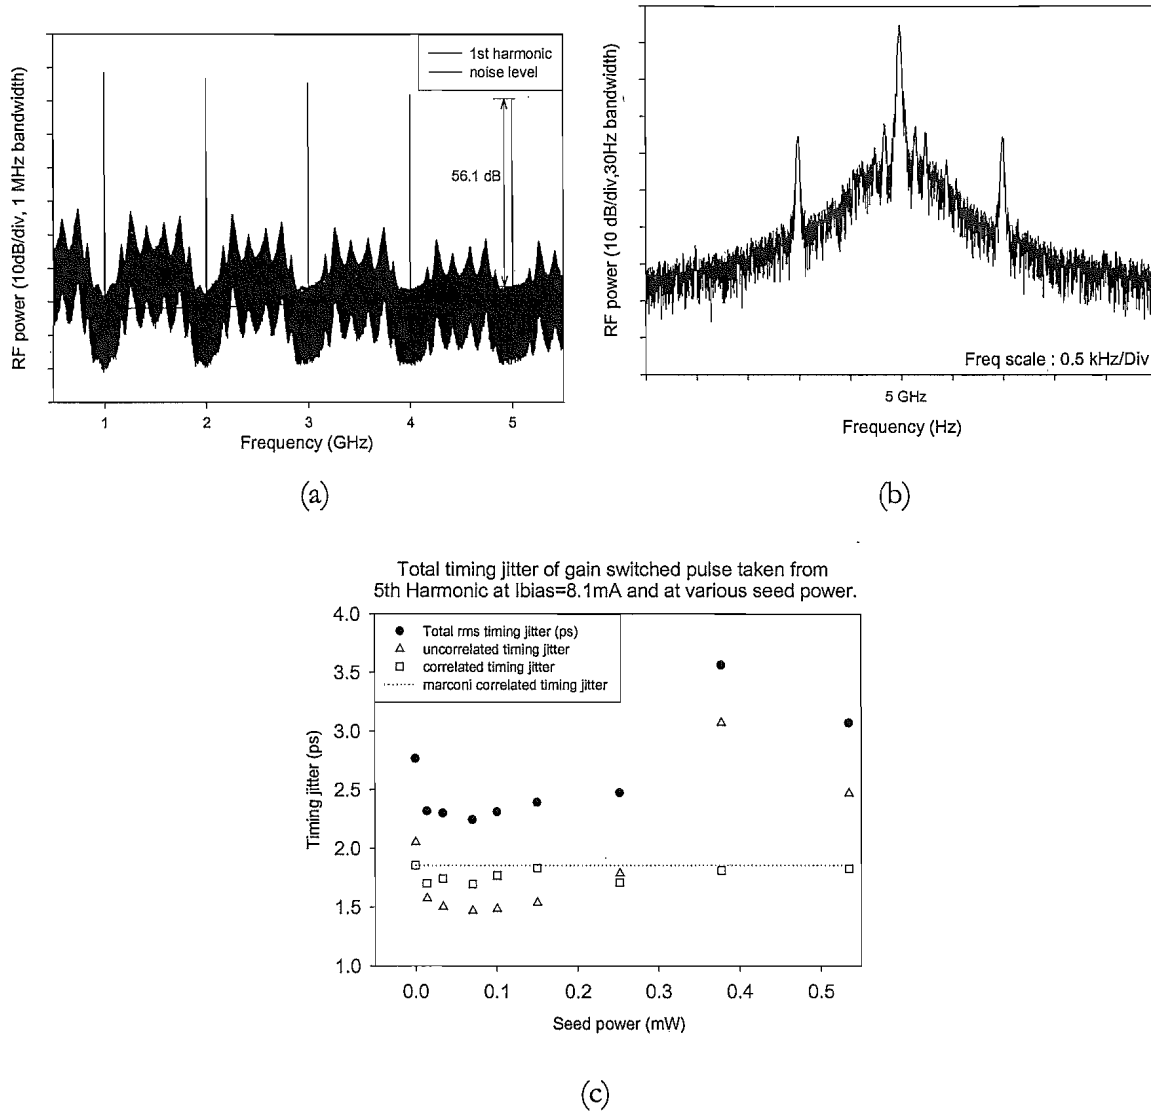 RF power (10dB/div, 1 MHz bandwidth)
1st harmonic
noise level
56.1 dB
1
2
3
4
5
Frequency (GHz)
(a)
RF power (10 dB/div,30Hz bandwidth)
Freq scale : 0.5 kHz/Div
5 GHz
Frequency (Hz)
(b)
Total timing jitter of gain switched pulse taken from
5th Harmonic at Ibias=8.1mA and at various seed power.
Total rms timing jitter (ps)
uncorrelated timing jitter
correlated timing jitter
marconi correlated timing jitter
Timing jitter (ps)
4.0
3.5
3.0
2.5
2.0
1.5
1.0
0.0
0.1
0.2
0.3
0.4
0.5
Seed power (mW)
(c)